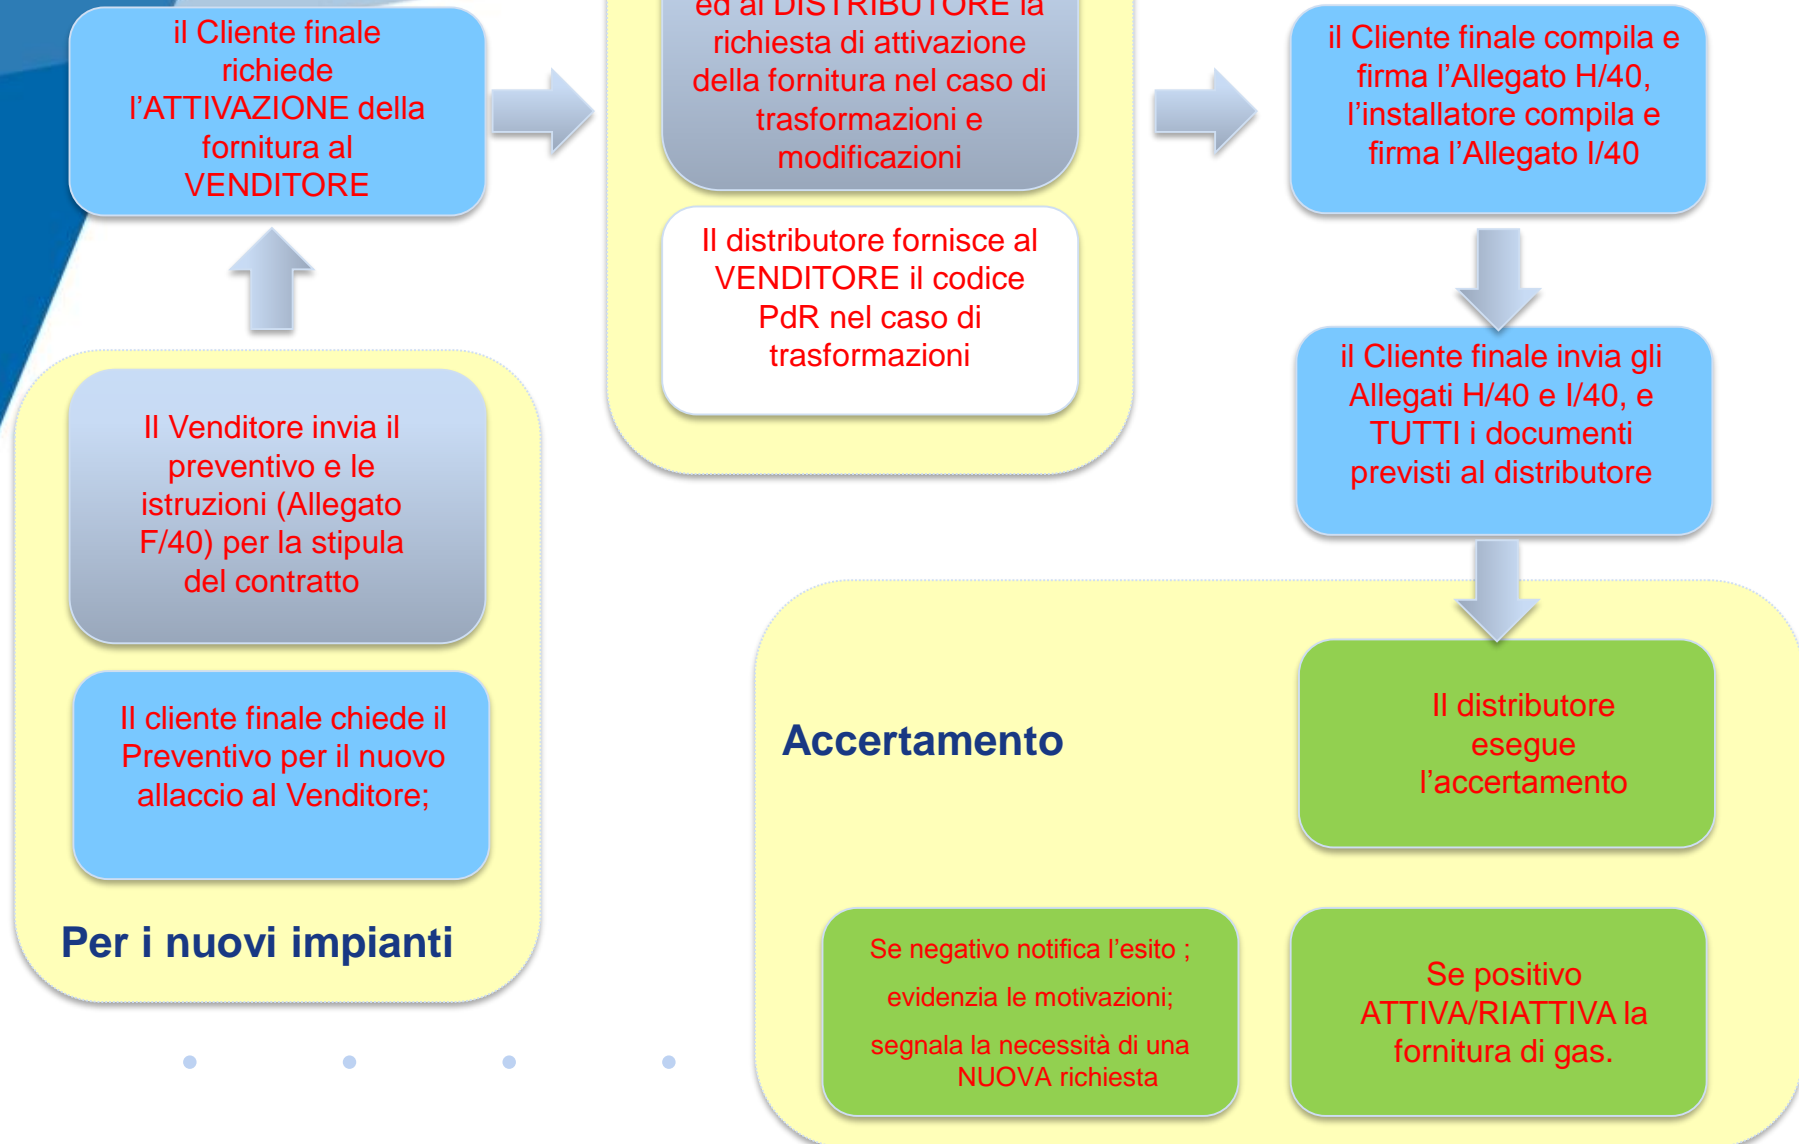 il Cliente finale
richiede
l’ATTIVAZIONE della
fornitura al
VENDITORE
ed al DISTRIBUTORE la
richiesta di attivazione
della fornitura nel caso di
trasformazioni e
modificazioni
Il distributore fornisce al
VENDITORE il codice
PdR nel caso di
trasformazioni
il Cliente finale compila e
firma l’Allegato H/40,
l’installatore compila e
firma l’Allegato I/40
il Cliente finale invia gli
Allegati H/40 e I/40, e
TUTTI i documenti
previsti al distributore
Il Venditore invia il
preventivo e le
istruzioni (Allegato
F/40) per la stipula
del contratto
Il cliente finale chiede il
Preventivo per il nuovo
allaccio al Venditore;
Per i nuovi impianti
Accertamento
Il distributore
esegue
l’accertamento
Se negativo notifica l’esito ;
evidenzia le motivazioni;
segnala la necessità di una
NUOVA richiesta
Se positivo
ATTIVA/RIATTIVA la
fornitura di gas.